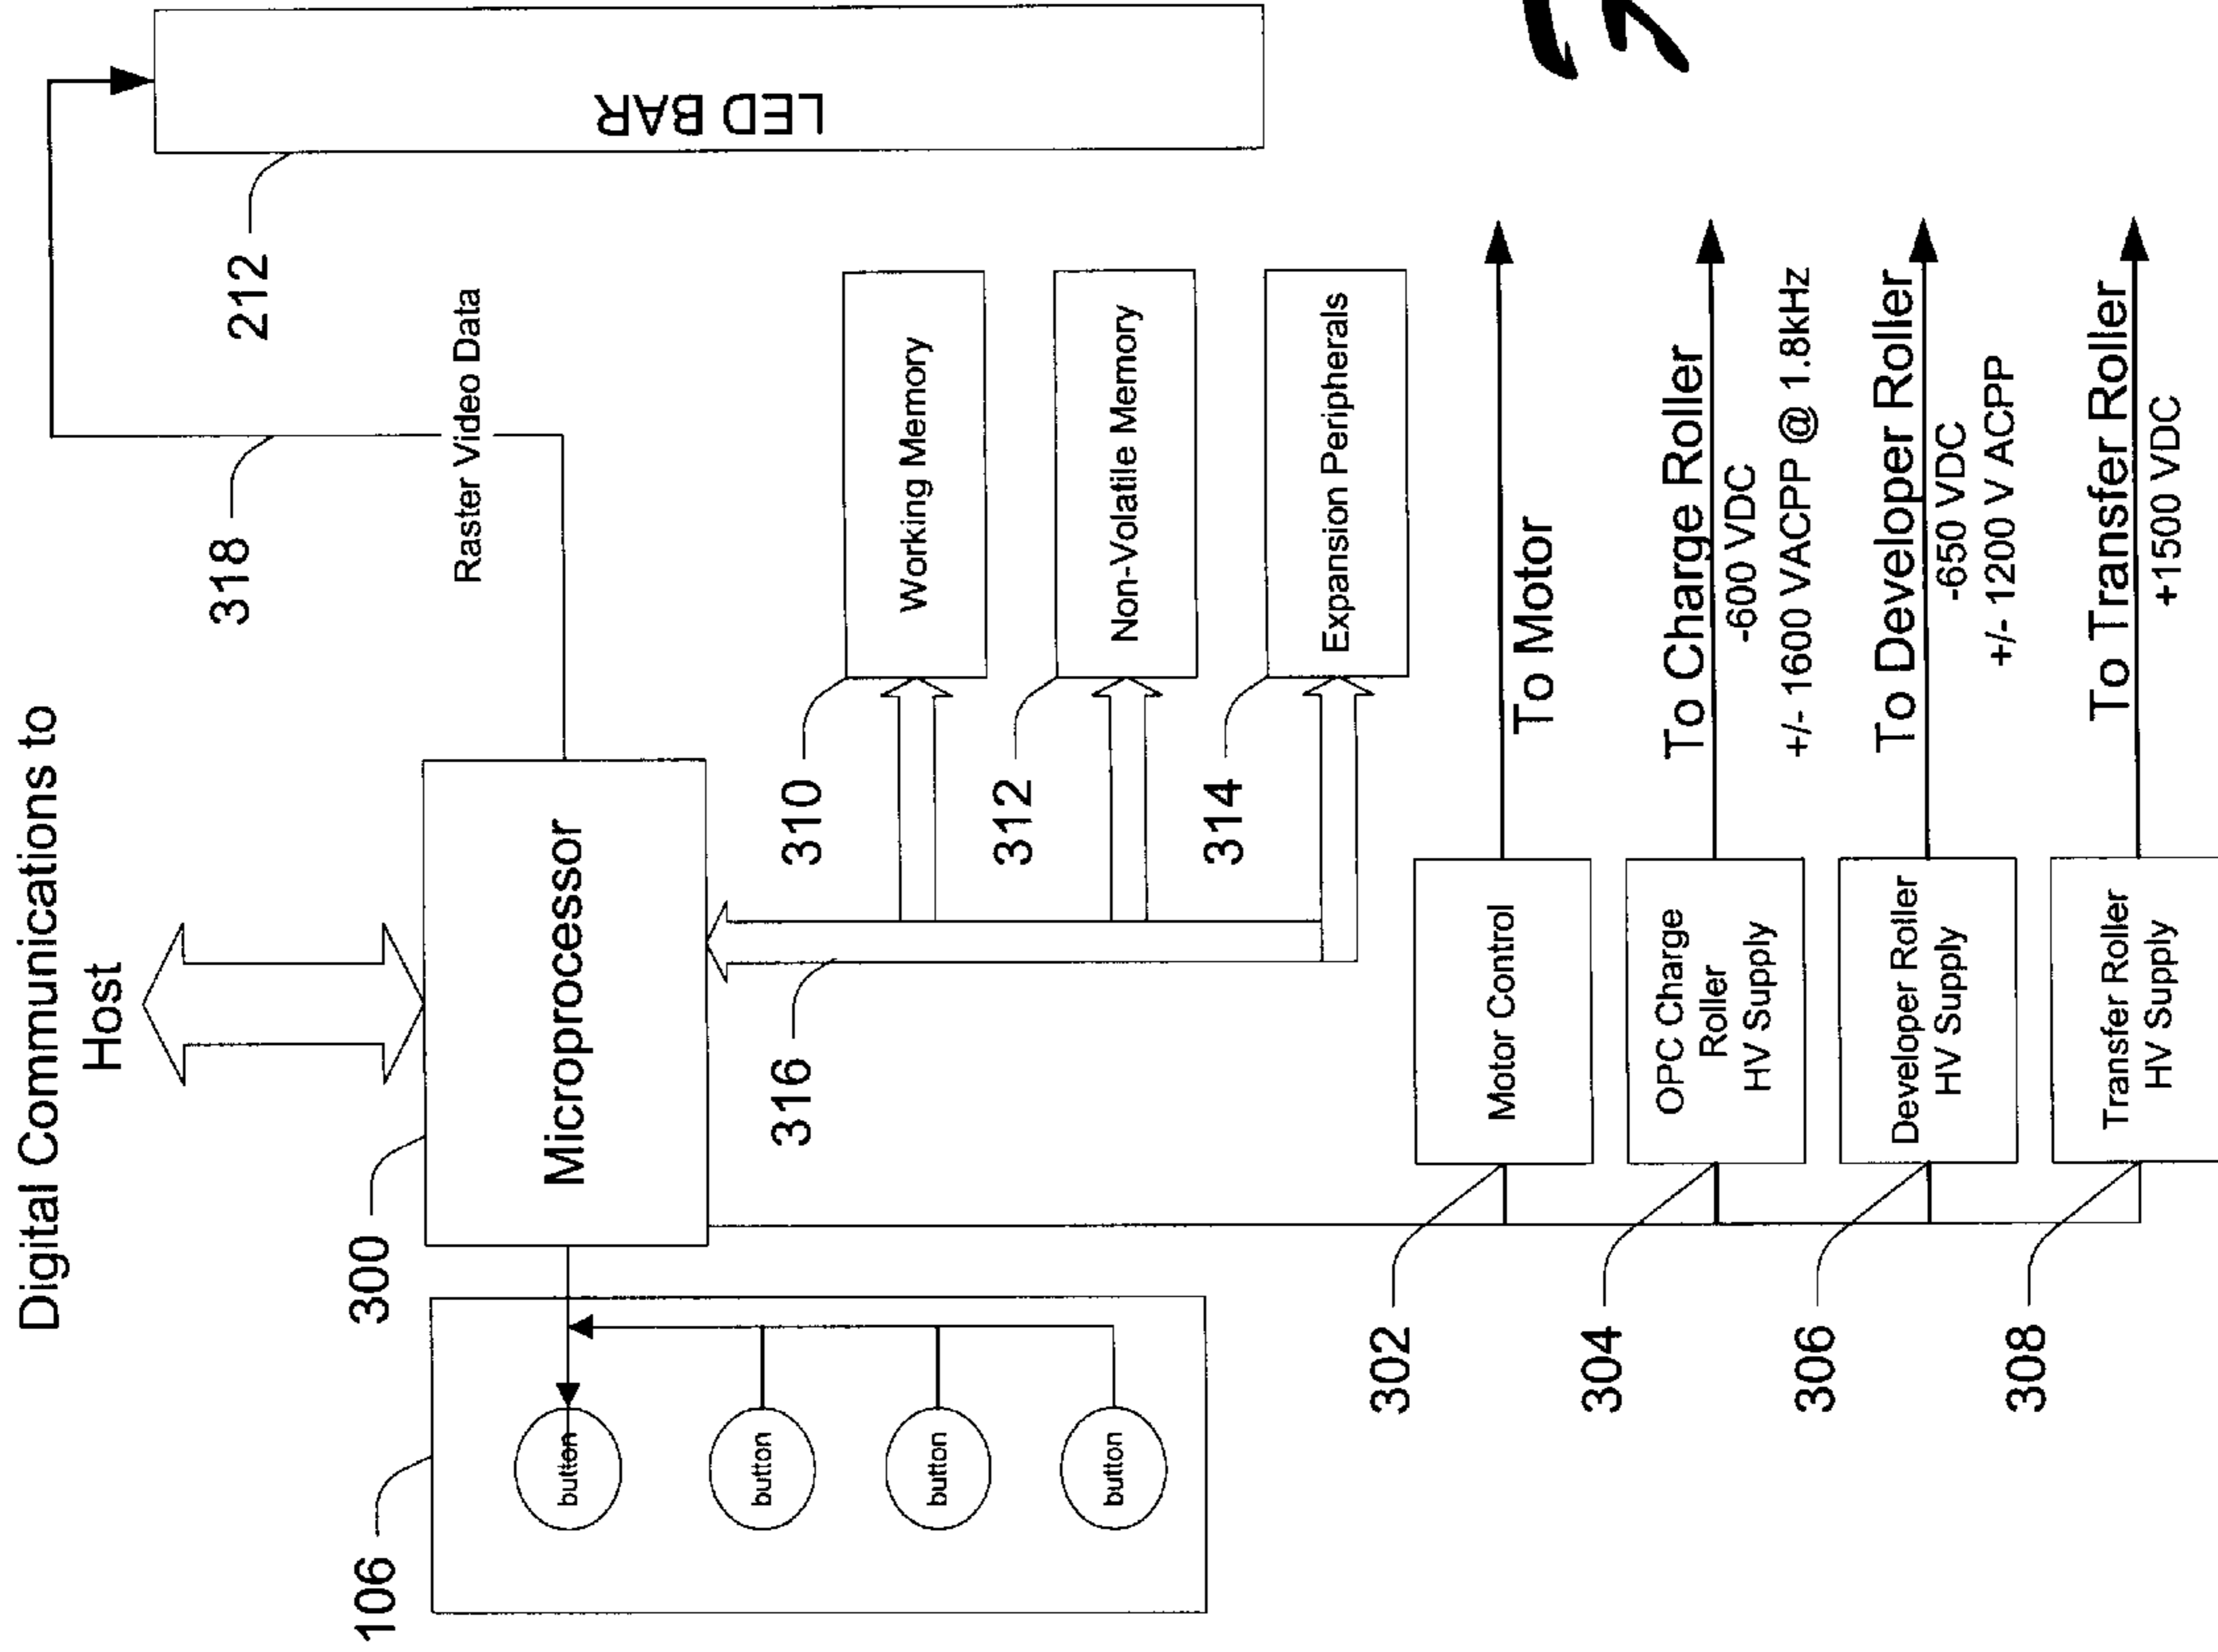 Digital Communications to
Host
318
212
Raster Video Data
LED BAR
300
Microprocessor
106
button
button
button
button
310
Working Memory
312
Non-Volatile Memory
314
Expansion Peripherals
316
302
Motor Control
To Motor
304
OPC Charge
Roller
HV Supply
To Charge Roller
-600 VDC
+/- 1600 VACPP @ 1.8kHz
306
Developer Roller
HV Supply
To Developer Roller
-650 VDC
+/- 1200 V ACPP
308
Transfer Roller
HV Supply
To Transfer Roller
+1500 VDC